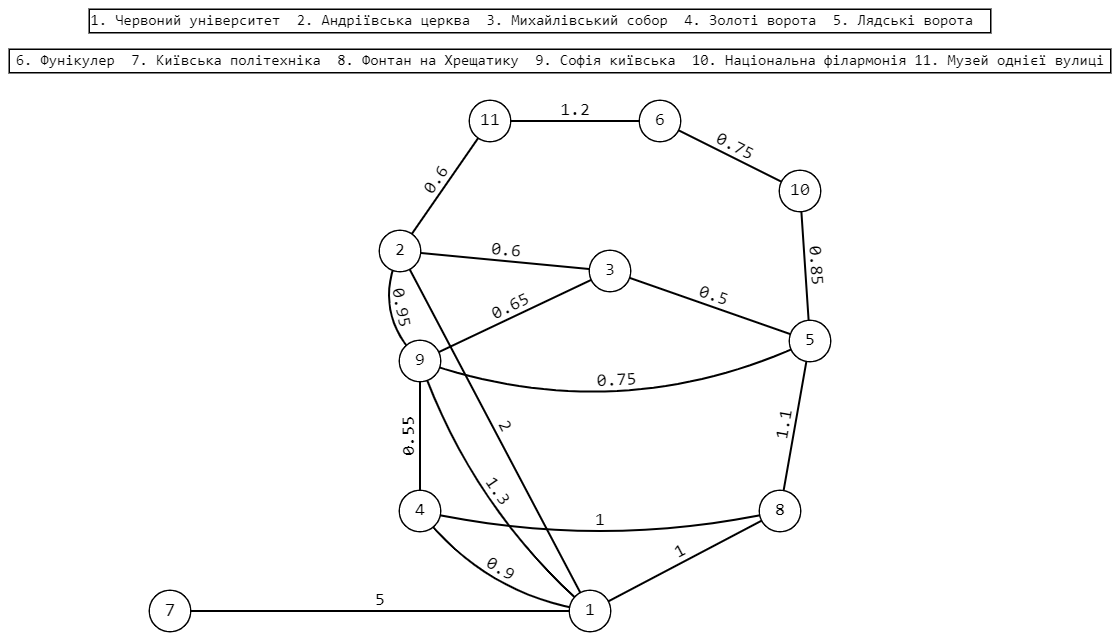 1. Червоний університет 2. Андріївська церква 3. Михайлівський собор 4. Золоті ворота 5. Лядські ворота
6. Фунікулер 7. Київська політехніка 8. Фонтан на Хрещатику 9. Софія київська 10. Національна філармонія 11. Музей однієї вулиці
11 1.2 6
0.75
0.6
10
2 0.6 3
0.85
0.95 0.65 0.5
5
9
0.75
0.55 2 1.1
1.3
4 1 8
0.9 1
7 5 1